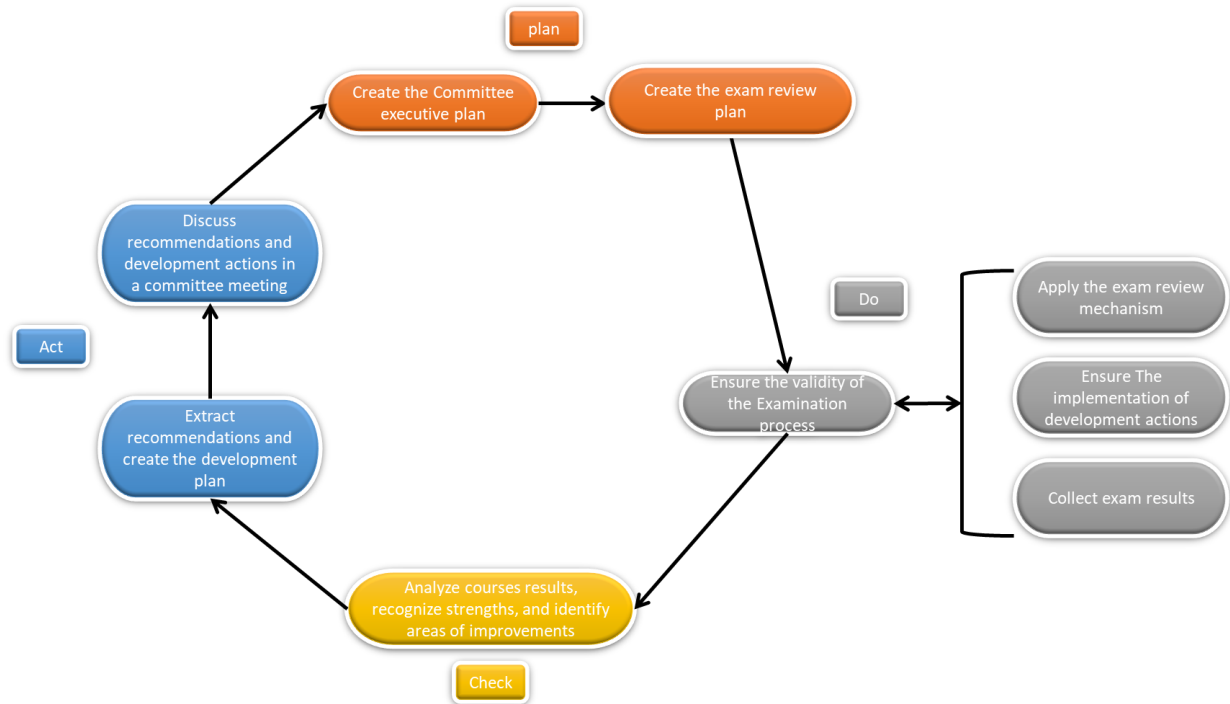 plan
Create the Committee
executive plan
Create the exam review
plan
Discuss
recommendations and
development actions in
a committee meeting
Do
Apply the exam review
mechanism
Act
Ensure the validity of
the Examination
process
Ensure The
implementation of
development actions
Extract
recommendations and
create the development
plan
Collect exam results
Analyze courses results,
recognize strengths, and identify
areas of improvements
Check